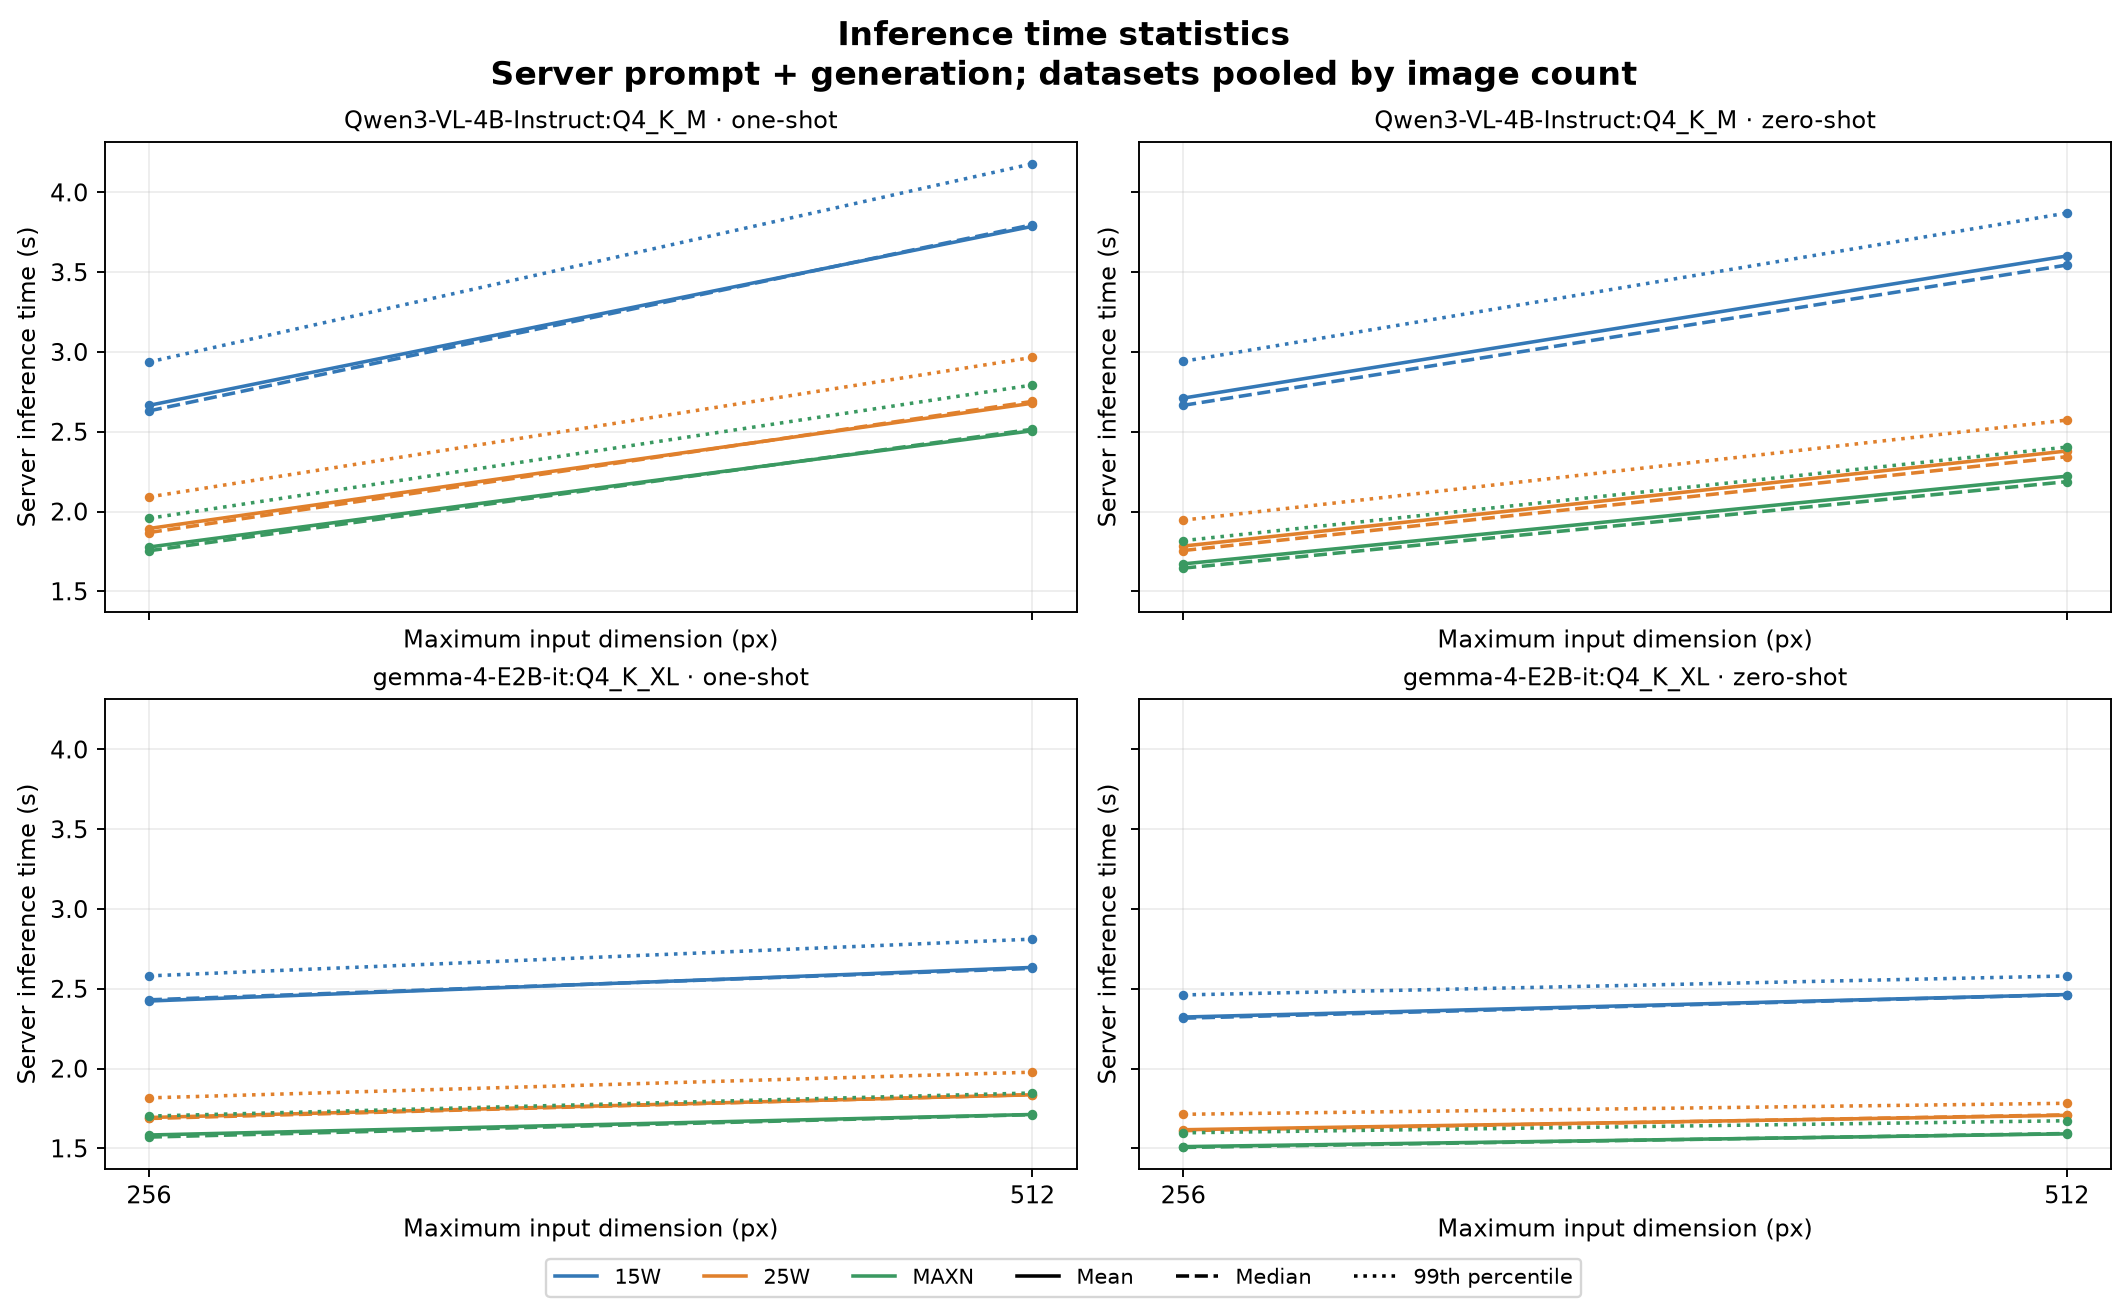 Inference time statistics
Server prompt + generation; datasets pooled by image count
Qwen3-VL-4B-Instruct:Q4_K_M · one-shot
Server inference time (s)
4.0
3.5
3.0
2.5
2.0
1.5
Maximum input dimension (px)
Qwen3-VL-4B-Instruct:Q4_K_M · zero-shot
Server inference time (s)
Maximum input dimension (px)
gemma-4-E2B-it:Q4_K_XL · one-shot
Server inference time (s)
4.0
3.5
3.0
2.5
2.0
1.5
256 512
Maximum input dimension (px)
gemma-4-E2B-it:Q4_K_XL · zero-shot
Server inference time (s)
256 512
Maximum input dimension (px)
15W 25W MAXN Mean Median 99th percentile